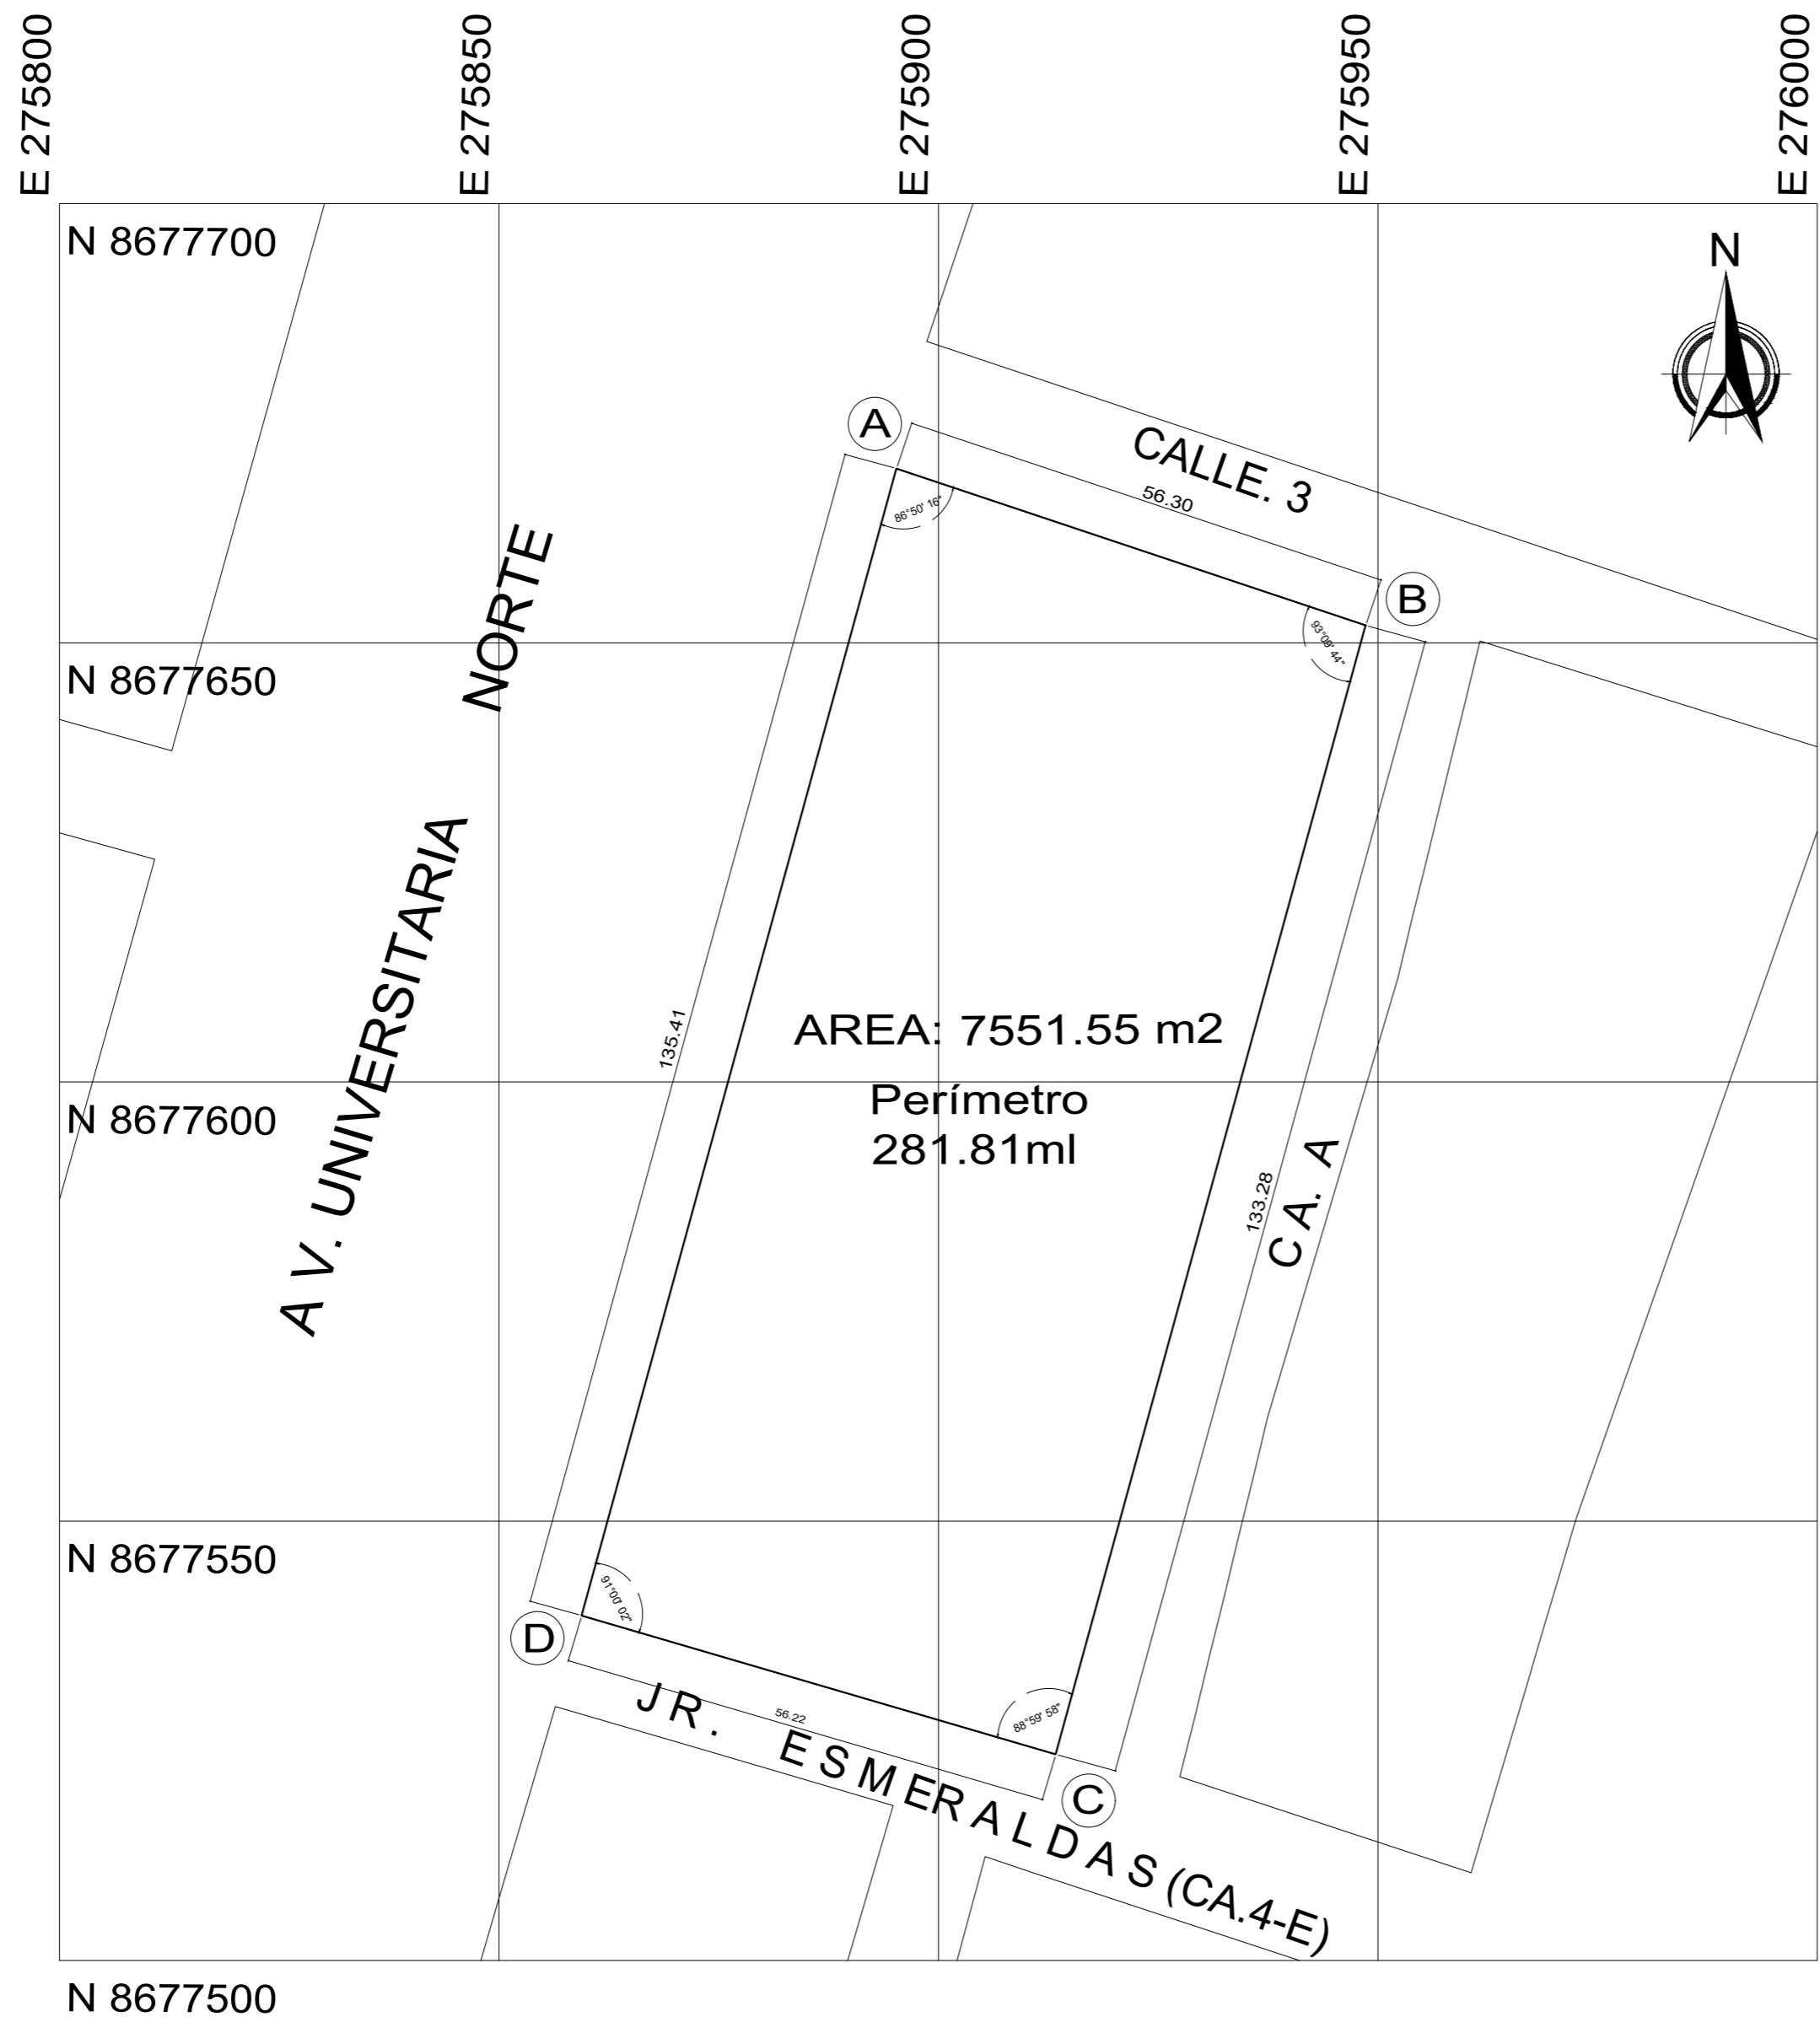 E 275800
E 275850
E 275900
E 275950
E 276000
N 8677700
N
A
CALLE. 3
56.30
86°50' 16"
B
93°09' 44"
N 8677650
AV. UNIVERSITARIA NORTE
135.41
AREA: 7551.55 m2
Perímetro
281.81ml
N 8677600
133.28
CA. A
N 8677550
91°00' 02"
D
56.22
88°59' 58"
C
JR. ESMERALDAS (CA.4-E)
N 8677500